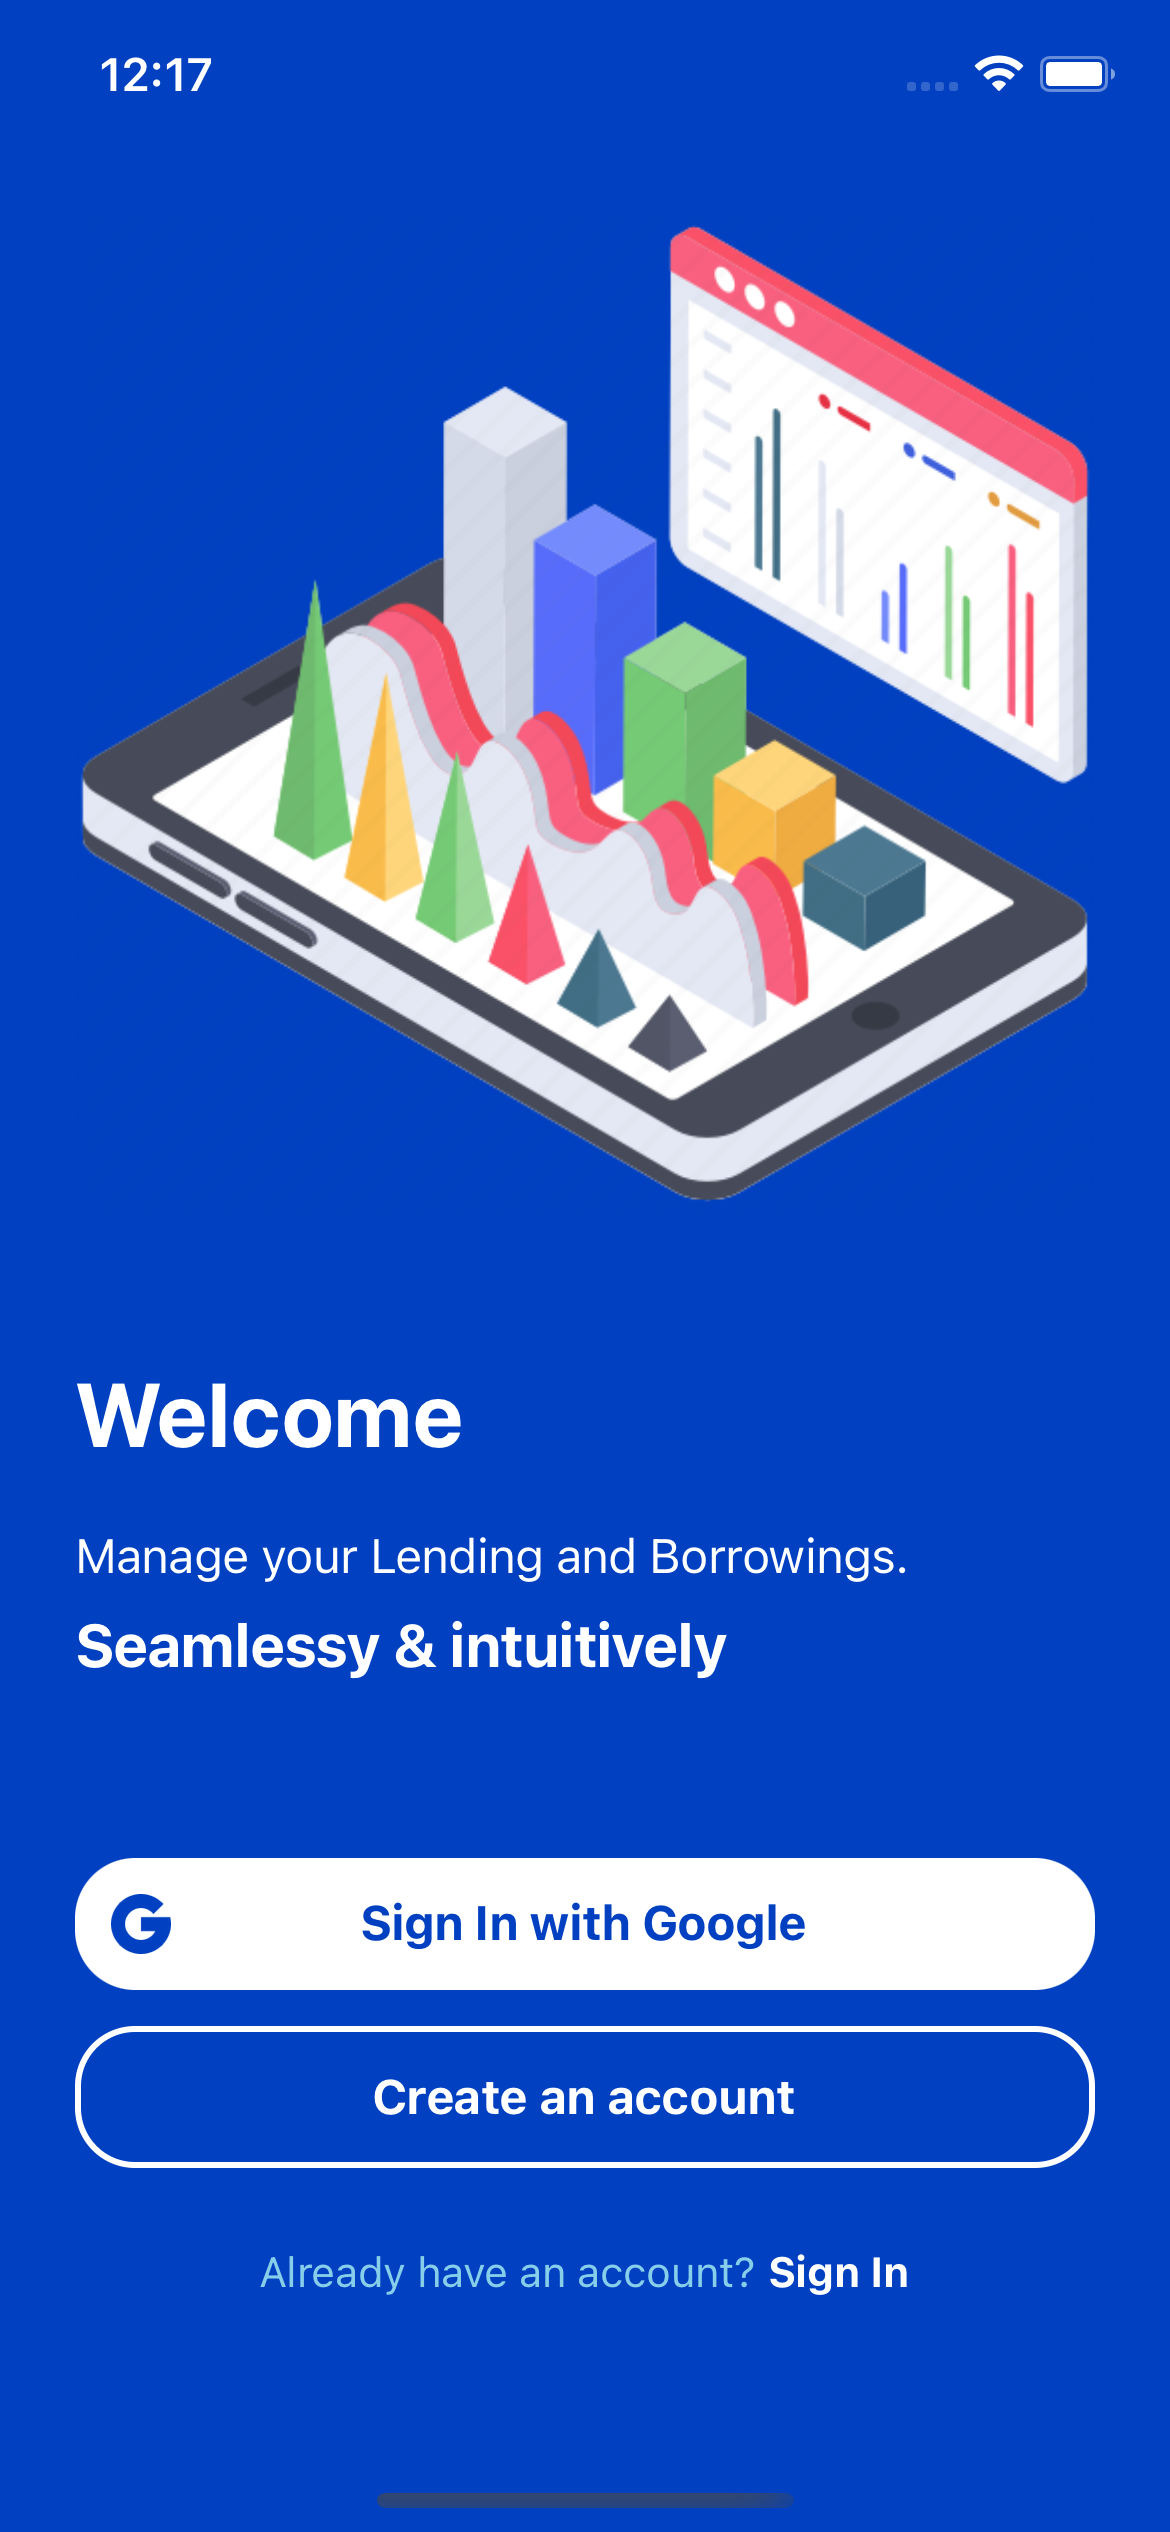 12:17
Welcome
Manage your Lending and Borrowings.
Seamlessy & intuitively
Sign In with Google
Create an account
Already have an account? Sign In